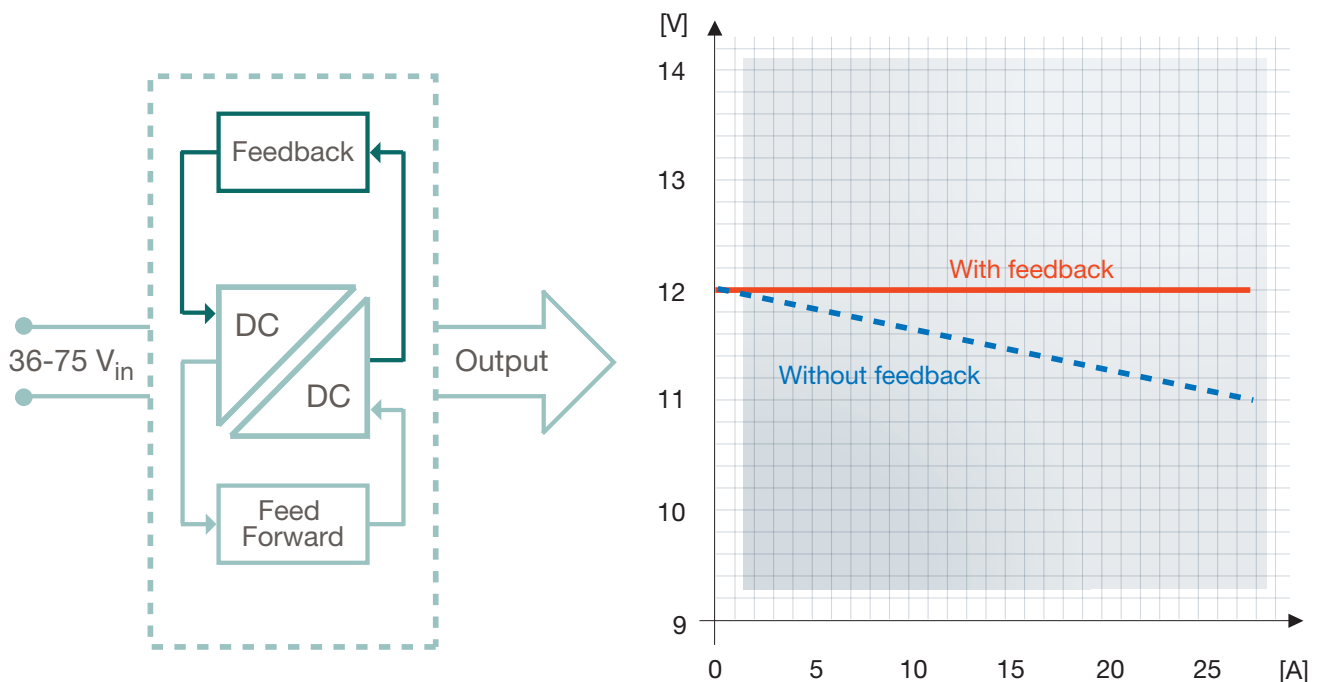 Feedback
DC
DC
36-75 Vin
Output
Feed
Forward
[V]
14
13
12
11
10
9
With feedback
Without feedback
0 5 10 15 20 25 [A]